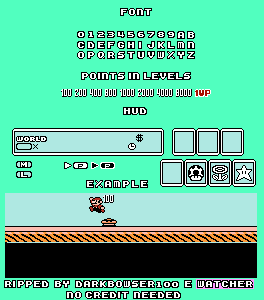 FONT
0123456789AB
CDEFGHIJKLMN
OPQRSTUVWXYZ
POINTS IN LEVELS
100 200 400 800 1000 2000 4000 8000 1UP
HUD
WORLD
$
×
(M)
(L)
P P
EXAMPLE
100
RIPPED BY DARKBOWSER100 E WATCHER
NO CREDIT NEEDED